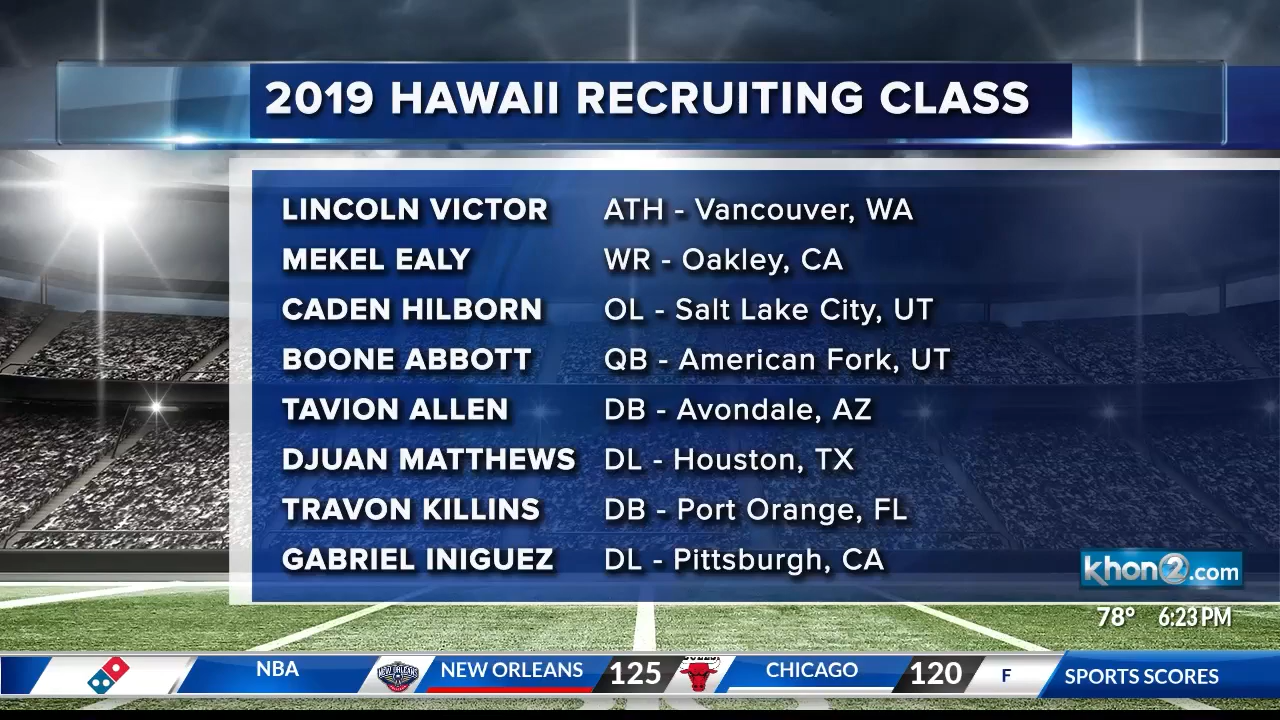 2019 HAWAII RECRUITING CLASS
LINCOLN VICTOR ATH - Vancouver, WA
MEKEL EALY WR - Oakley, CA
CADEN HILBORN OL - Salt Lake City, UT
BOONE ABBOTT QB - American Fork, UT
TAVION ALLEN DB - Avondale, AZ
DJUAN MATTHEWS DL - Houston, TX
TRAVON KILLINS DB - Port Orange, FL
GABRIEL INIGUEZ DL - Pittsburgh, CA
khon2.com
78° 6:23 PM
NBA NEW ORLEANS 125 CHICAGO 120 F SPORTS SCORES